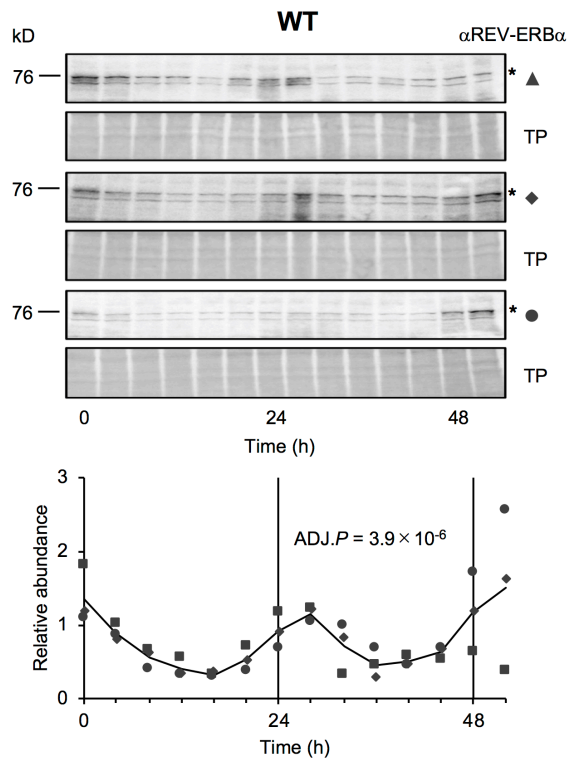 WT
kD
αREV-ERBα
76
*
TP
76
*
TP
76
*
TP
0 24 48
Time (h)
3
ADJ.P = 3.9 × 10-6
2
Relative abundance
1
0
0 24 48
Time (h)